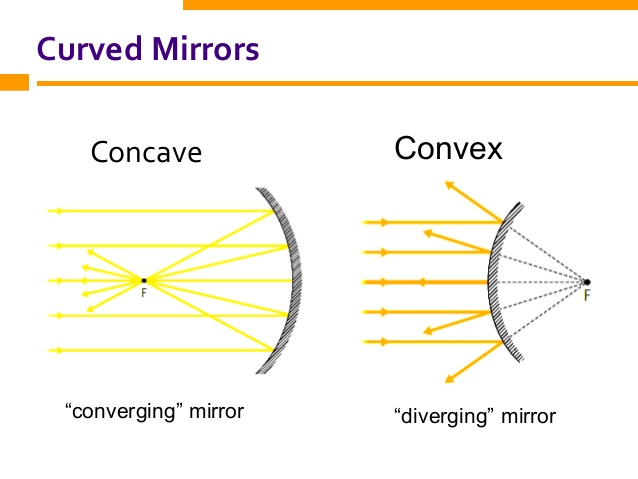 Curved Mirrors
Concave
Convex
F
F
“converging” mirror
“diverging” mirror